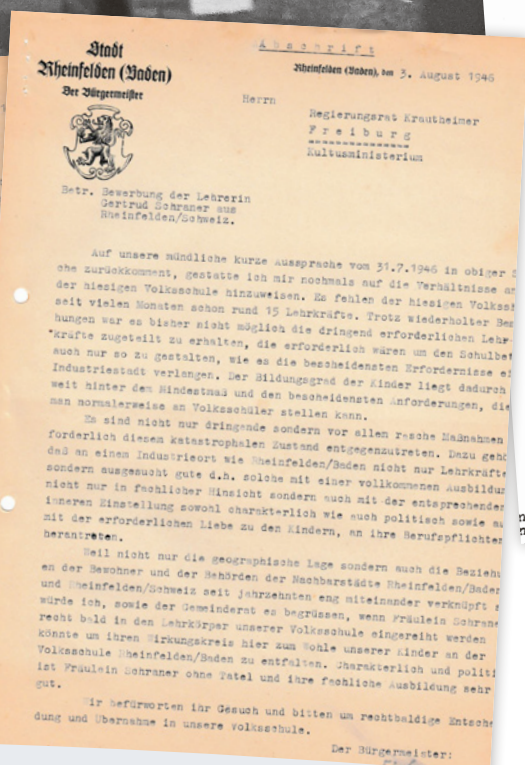 Abschrift
Stadt
Rheinfelden (Baden)
Der Bürgermeister
Rheinfelden (Baden), den 3. August 1946
Herrn
Regierungsrat Krautheimer
Freiburg
Kultusministerium
Betr. Bewerbung der Lehrerin
Gertrud Schraner aus
Rheinfelden/Schweiz.
Auf unsere mündliche kurze Aussprache vom 31.7.1946 in obiger S
che zurückkomment, gestatte ich mir nochmals auf die Verhältnisse an
der hiesigen Volksschule hinzuweisen. Es fehlen der hiesigen Volkss
seit vielen Monaten schon rund 15 Lehrkräfte. Trotz wiederholter Bem
hungen war es bisher nicht möglich die dringend erforderlichen Lehr-
kräfte zugeteilt zu erhalten, die erforderlich wären um den Schulbet
auch nur so zu gestalten, wie es die bescheidensten Erfordernisse ei
Industriestadt verlangen. Der Bildungsgrad der Kinder liegt dadurch
weit hinter dem Mindestmaß und den bescheidensten Anforderungen, die
man normalerweise an Volksschüler stellen kann.
Es sind nicht nur dringende sondern vor allem rasche Maßnahmen
forderlich diesem katastrophalen Zustand entgegenzutreten. Dazu gehö
daß an einem Industrieort wie Rheinfelden/Baden nicht nur Lehrkräfte
sondern ausgesucht gute d.h. solche mit einer vollkommenen Ausbildun
nicht nur in fachlicher Hinsicht sondern auch mit der entsprechenden
inneren Einstellung sowohl charakterlich wie auch politisch sowie au
mit der erforderlichen Liebe zu den Kindern, an ihre Berufspflichten
herantreten.
Weil nicht nur die geographische Lage sondern auch die Beziehu
en der Bewohner und der Behörden der Nachbarstädte Rheinfelden/Baden
und Rheinfelden/Schweiz seit jahrzehnten eng miteinander verknüpft s
würde ich, sowie der Gemeinderat es begrüssen, wenn Fräulein Schrane
recht bald in den Lehrkörper unserer Volksschule eingereiht werden
könnte um ihren Wirkungskreis hier zum Wohle unserer Kinder an der
Volksschule Rheinfelden/Baden zu entfalten. Charakterlich und politi
ist Fräulein Schraner ohne Tatel und ihre fachliche Ausbildung sehr
gut.
Wir befürworten ihr Gesuch und bitten um rechtbaldige Entsche
dung und Übernahme in unsere Volksschule.
Der Bürgermeister: